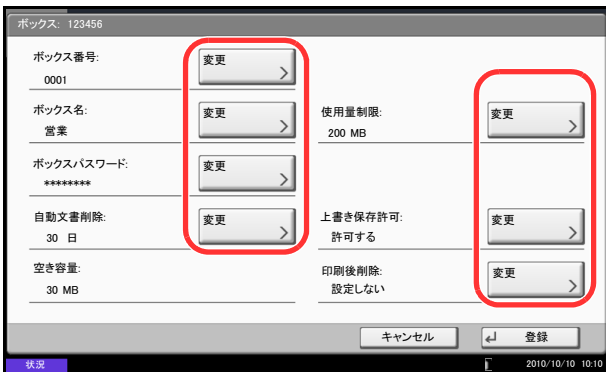 ボックス: 123456
ボックス番号:
0001
変更
ボックス名:
営業
変更
使用量制限:
200 MB
変更
ボックスパスワード:
********
変更
自動文書削除:
30 日
変更
上書き保存許可:
許可する
変更
空き容量:
30 MB
印刷後削除:
設定しない
変更
キャンセル
登録
状況
2010/10/10 10:10